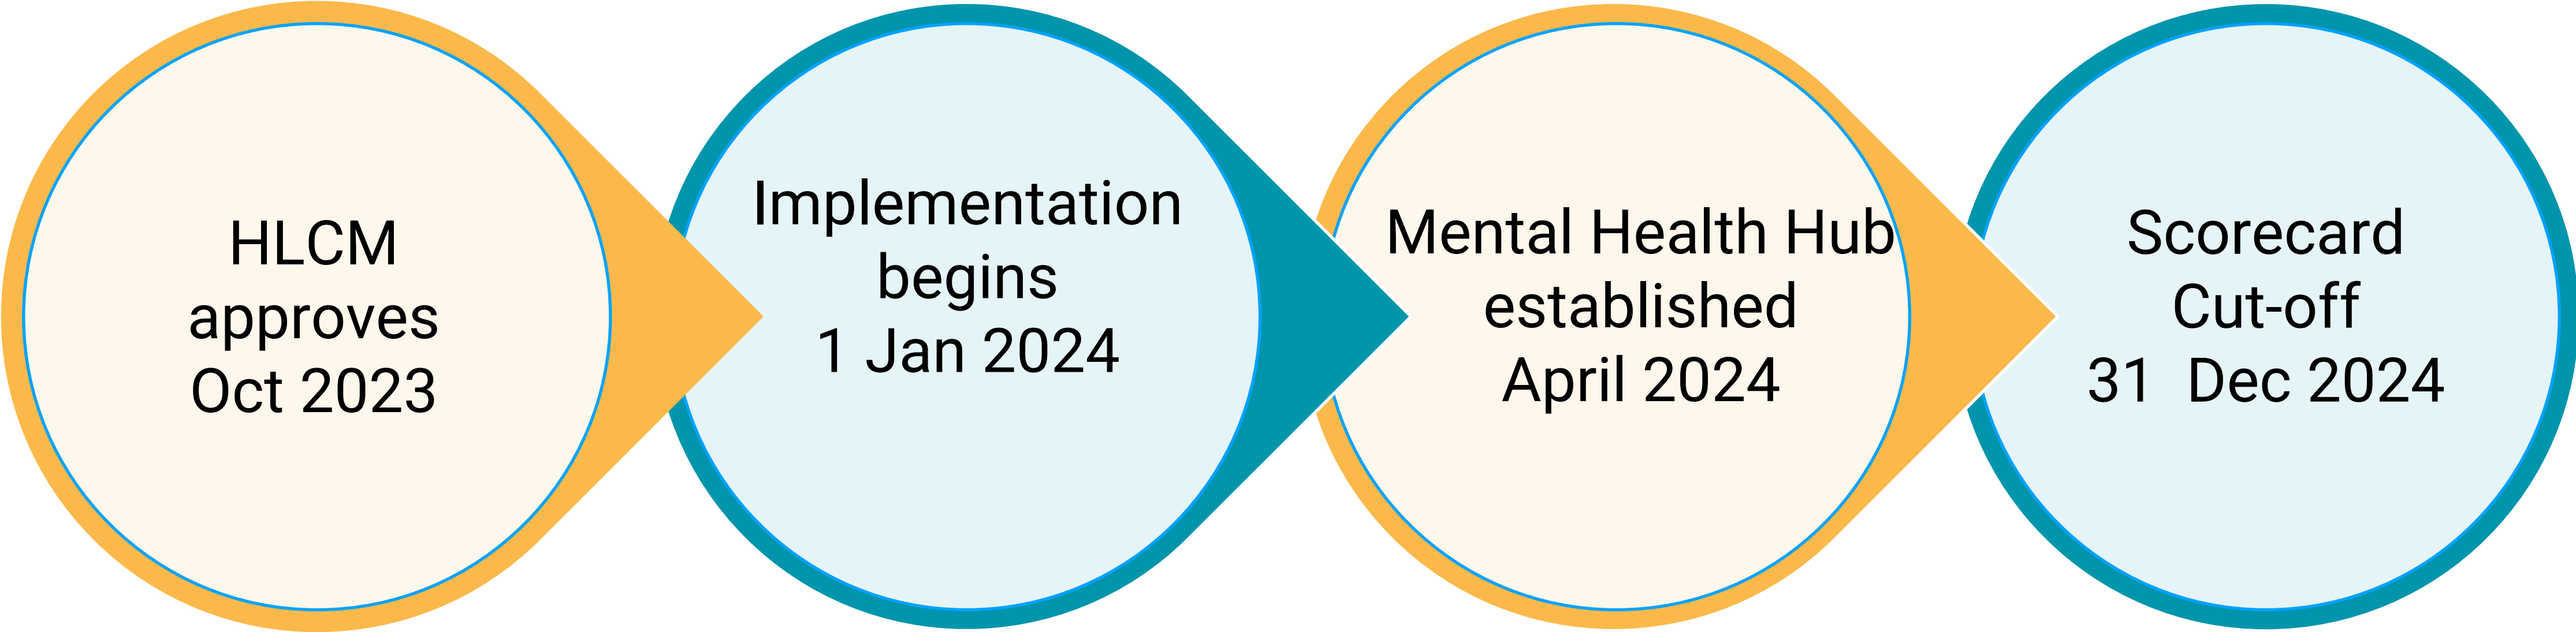 HLCM
approves
Oct 2023
Implementation
begins
1 Jan 2024
Mental Health Hub
established
April 2024
Scorecard
Cut-off
31  Dec 2024